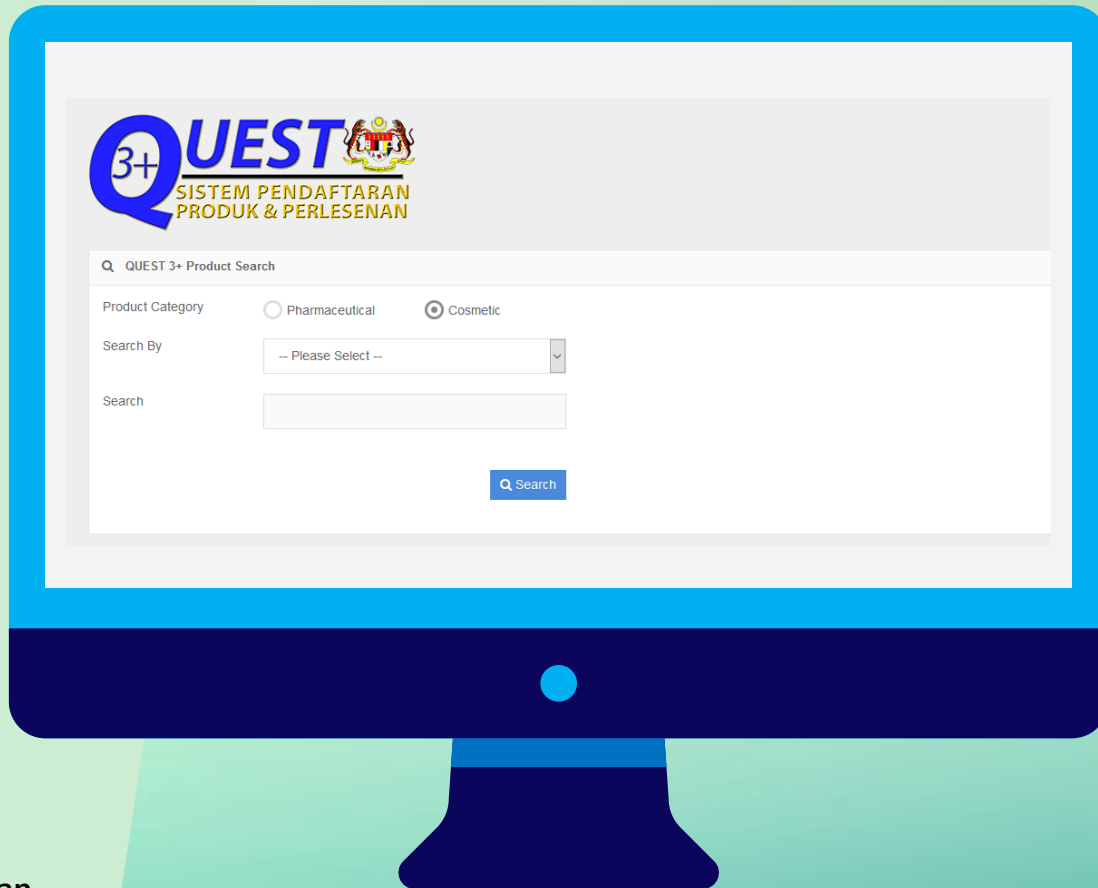 QUEST
3+
SISTEM PENDAFTARAN
PRODUK & PERLESENAN
QUEST 3+ Product Search
Product Category
Pharmaceutical
Cosmetic
Search By
-- Please Select --
Search
Search